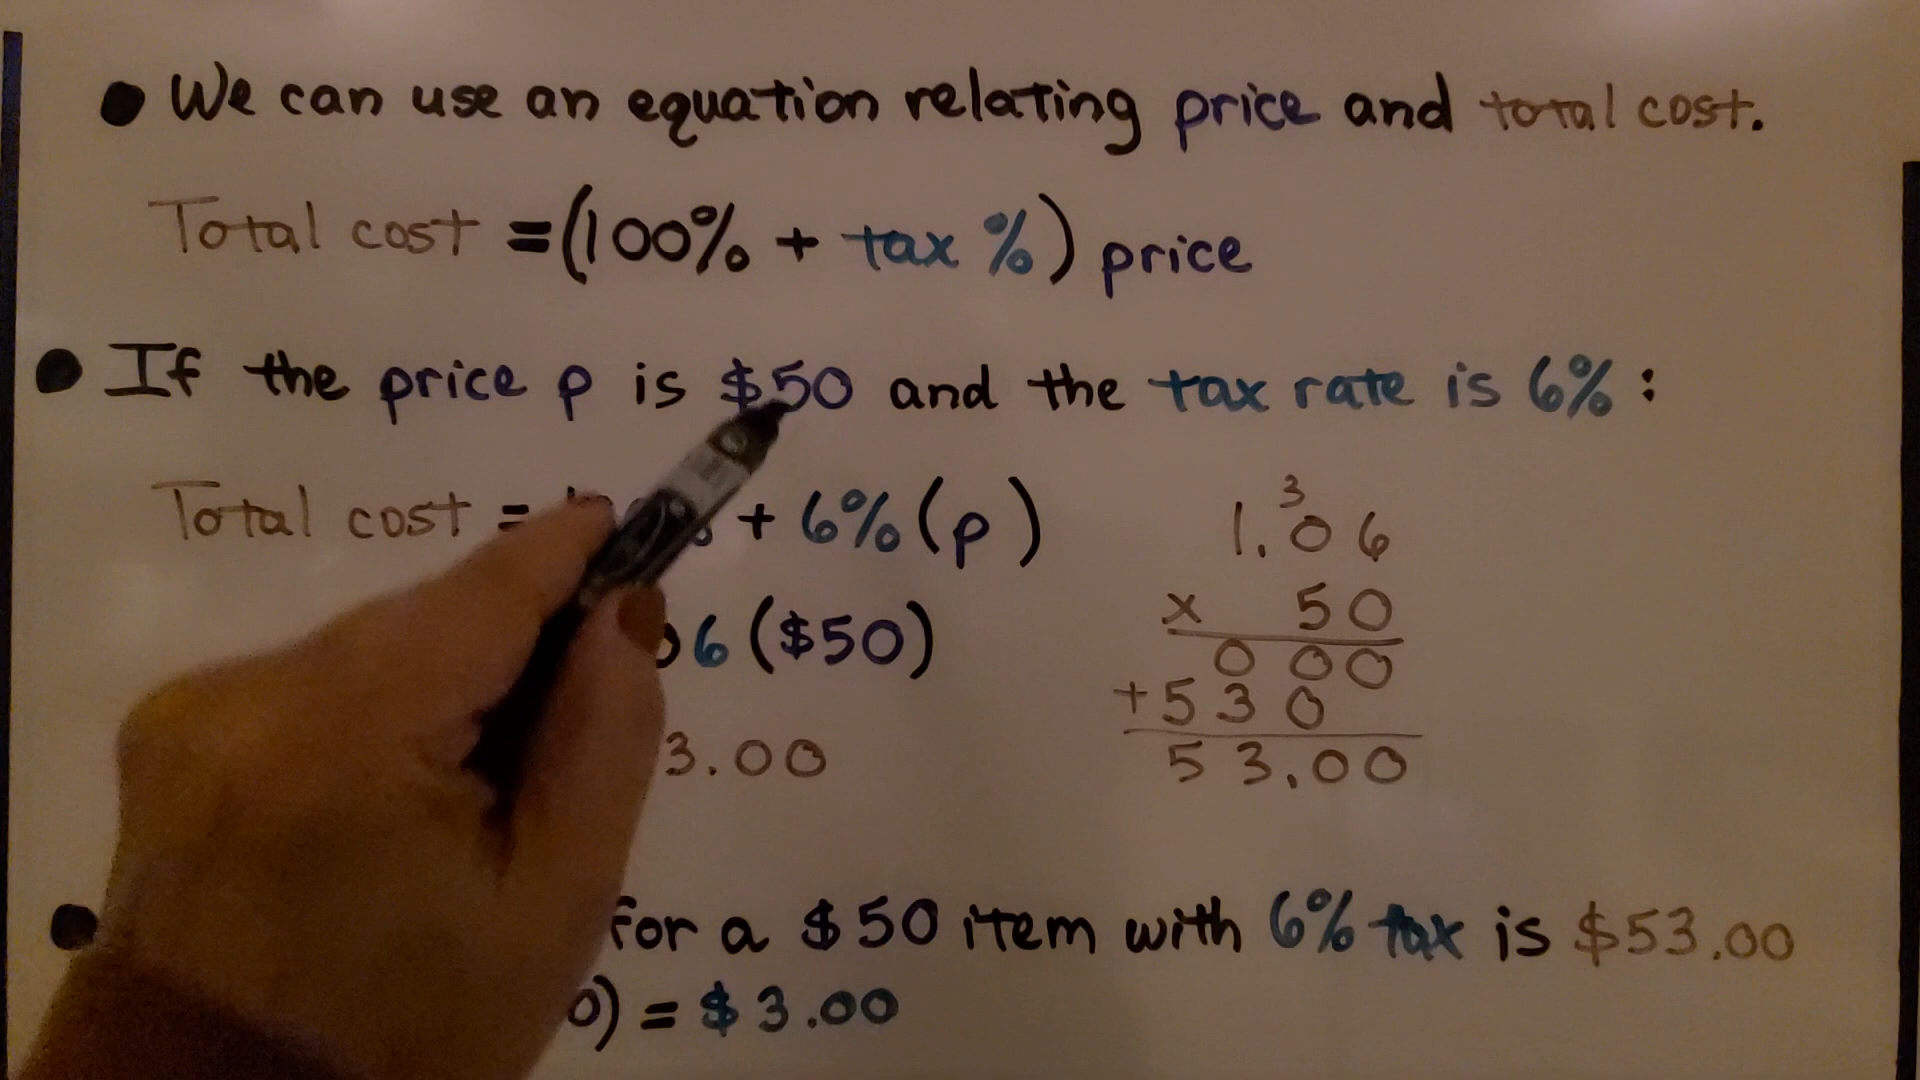 • We can use an equation relating price and total cost.
Total cost = (100% + tax %) price
• If the price p is $50 and the tax rate is 6% :
Total cost = + 6% (p)
6 ($50)
3.00
3
1.06
x 50
000
+530
53.00
• for a $50 item with 6% tax is $53.00
0) = $3.00